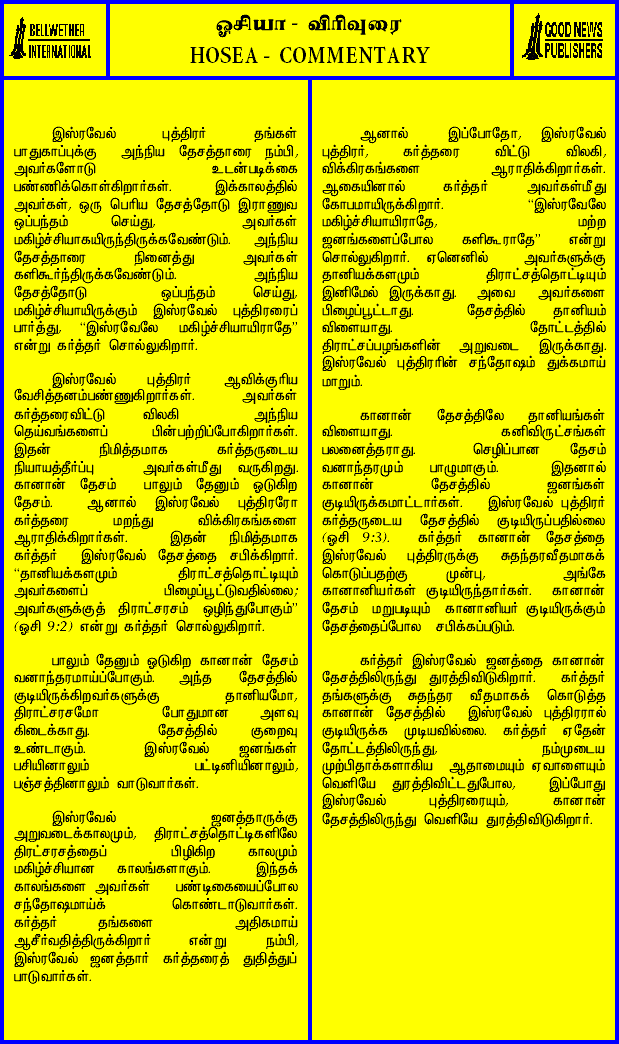 BELLWETHER
INTERNATIONAL
ஓசியா - விரிவுரை
HOSEA - COMMENTARY
GOOD NEWS
PUBLISHERS
இஸ்ரவேல் புத்திரர் தங்கள்
பாதுகாப்புக்கு அந்நிய தேசத்தாரை நம்பி,
அவர்களோடு உடன்படிக்கை
பண்ணிக்கொள்கிறார்கள். இக்காலத்தில்
அவர்கள், ஒரு பெரிய தேசத்தோடு இராணுவ
ஒப்பந்தம் செய்து, அவர்கள்
மகிழ்ச்சியாகயிருந்திருக்கவேண்டும். அந்நிய
தேசத்தாரை நினைத்து அவர்கள்
களிகூர்ந்திருக்கவேண்டும். அந்நிய
தேசத்தோடு ஒப்பந்தம் செய்து,
மகிழ்ச்சியாயிருக்கும் இஸ்ரவேல் புத்திரரைப்
பார்த்து, “இஸ்ரவேலே மகிழ்ச்சியாயிராதே”
என்று கர்த்தர் சொல்லுகிறார்.
இஸ்ரவேல் புத்திரர் ஆவிக்குரிய
வேசித்தனம்பண்ணுகிறார்கள். அவர்கள்
கர்த்தரைவிட்டு விலகி அந்நிய
தெய்வங்களைப் பின்பற்றிப்போகிறார்கள்.
இதன் நிமித்தமாக கர்த்தருடைய
நியாயத்தீர்ப்பு அவர்கள்மீது வருகிறது.
கானான் தேசம் பாலும் தேனும் ஓடுகிற
தேசம். ஆனால் இஸ்ரவேல் புத்திரரோ
கர்த்தரை மறந்து விக்கிரகங்களை
ஆராதிக்கிறார்கள். இதன் நிமித்தமாக
கர்த்தர் இஸ்ரவேல் தேசத்தை சபிக்கிறார்.
“தானியக்களமும் திராட்சத்தொட்டியும்
அவர்களைப் பிழைப்பூட்டுவதில்லை;
அவர்களுக்குத் திராட்சரசம் ஒழிந்துபோகும்”
(ஓசி 9:2) என்று கர்த்தர் சொல்லுகிறார்.
பாலும் தேனும் ஓடுகிற கானான் தேசம்
வனாந்தரமாய்ப்போகும். அந்த தேசத்தில்
குடியிருக்கிறவர்களுக்கு தானியமோ,
திராட்சரசமோ போதுமான அளவு
கிடைக்காது. தேசத்தில் குறைவு
உண்டாகும். இஸ்ரவேல் ஜனங்கள்
பசியினாலும் பட்டினியினாலும்,
பஞ்சத்தினாலும் வாடுவார்கள்.
இஸ்ரவேல் ஜனத்தாருக்கு
அறுவடைக்காலமும், திராட்சத்தொட்டிகளிலே
திரட்சரசத்தைப் பிழிகிற காலமும்
மகிழ்ச்சியான காலங்களாகும். இந்தக்
காலங்களை அவர்கள் பண்டிகையைப்போல
சந்தோஷமாய்க் கொண்டாடுவார்கள்.
கர்த்தர் தங்களை அதிகமாய்
ஆசீர்வதித்திருக்கிறார் என்று நம்பி,
இஸ்ரவேல் ஜனத்தார் கர்த்தரைத் துதித்துப்
பாடுவார்கள்.
ஆனால் இப்போதோ, இஸ்ரவேல்
புத்திரர், கர்த்தரை விட்டு விலகி,
விக்கிரகங்களை ஆராதிக்கிறார்கள்.
ஆகையினால் கர்த்தர் அவர்கள்மீது
கோபமாயிருக்கிறார். “இஸ்ரவேலே
மகிழ்ச்சியாயிராதே, மற்ற
ஜனங்களைப்போல களிகூராதே” என்று
சொல்லுகிறார். ஏனெனில் அவர்களுக்கு
தானியக்களமும் திராட்சத்தொட்டியும்
இனிமேல் இருக்காது. அவை அவர்களை
பிழைப்பூட்டாது. தேசத்தில் தானியம்
விளையாது. தோட்டத்தில்
திராட்சப்பழங்களின் அறுவடை இருக்காது.
இஸ்ரவேல் புத்திரரின் சந்தோஷம் துக்கமாய்
மாறும்.
கானான் தேசத்திலே தானியங்கள்
விளையாது. கனிவிருட்சங்கள்
பலனைத்தராது. செழிப்பான தேசம்
வனாந்தரமும் பாழுமாகும். இதனால்
கானான் தேசத்தில் ஜனங்கள்
குடியிருக்கமாட்டார்கள். இஸ்ரவேல் புத்திரர்
கர்த்தருடைய தேசத்தில் குடியிருப்பதில்லை
(ஓசி 9:3). கர்த்தர் கானான் தேசத்தை
இஸ்ரவேல் புத்திரருக்கு சுதந்தரவீதமாகக்
கொடுப்பதற்கு முன்பு, அங்கே
கானானியர்கள் குடியிருந்தார்கள். கானான்
தேசம் மறுபடியும் கானானியர் குடியிருக்கும்
தேசத்தைப்போல சபிக்கப்படும்.
கர்த்தர் இஸ்ரவேல் ஜனத்தை கானான்
தேசத்திலிருந்து துரத்திவிடுகிறார். கர்த்தர்
தங்களுக்கு சுதந்தர வீதமாகக் கொடுத்த
கானான் தேசத்தில் இஸ்ரவேல் புத்திரரால்
குடியிருக்க முடியவில்லை. கர்த்தர் ஏதேன்
தோட்டத்திலிருந்து, நம்முடைய
முற்பிதாக்களாகிய ஆதாமையும் ஏவாளையும்
வெளியே துரத்திவிட்டதுபோல, இப்போது
இஸ்ரவேல் புத்திரரையும், கானான்
தேசத்திலிருந்து வெளியே துரத்திவிடுகிறார்.